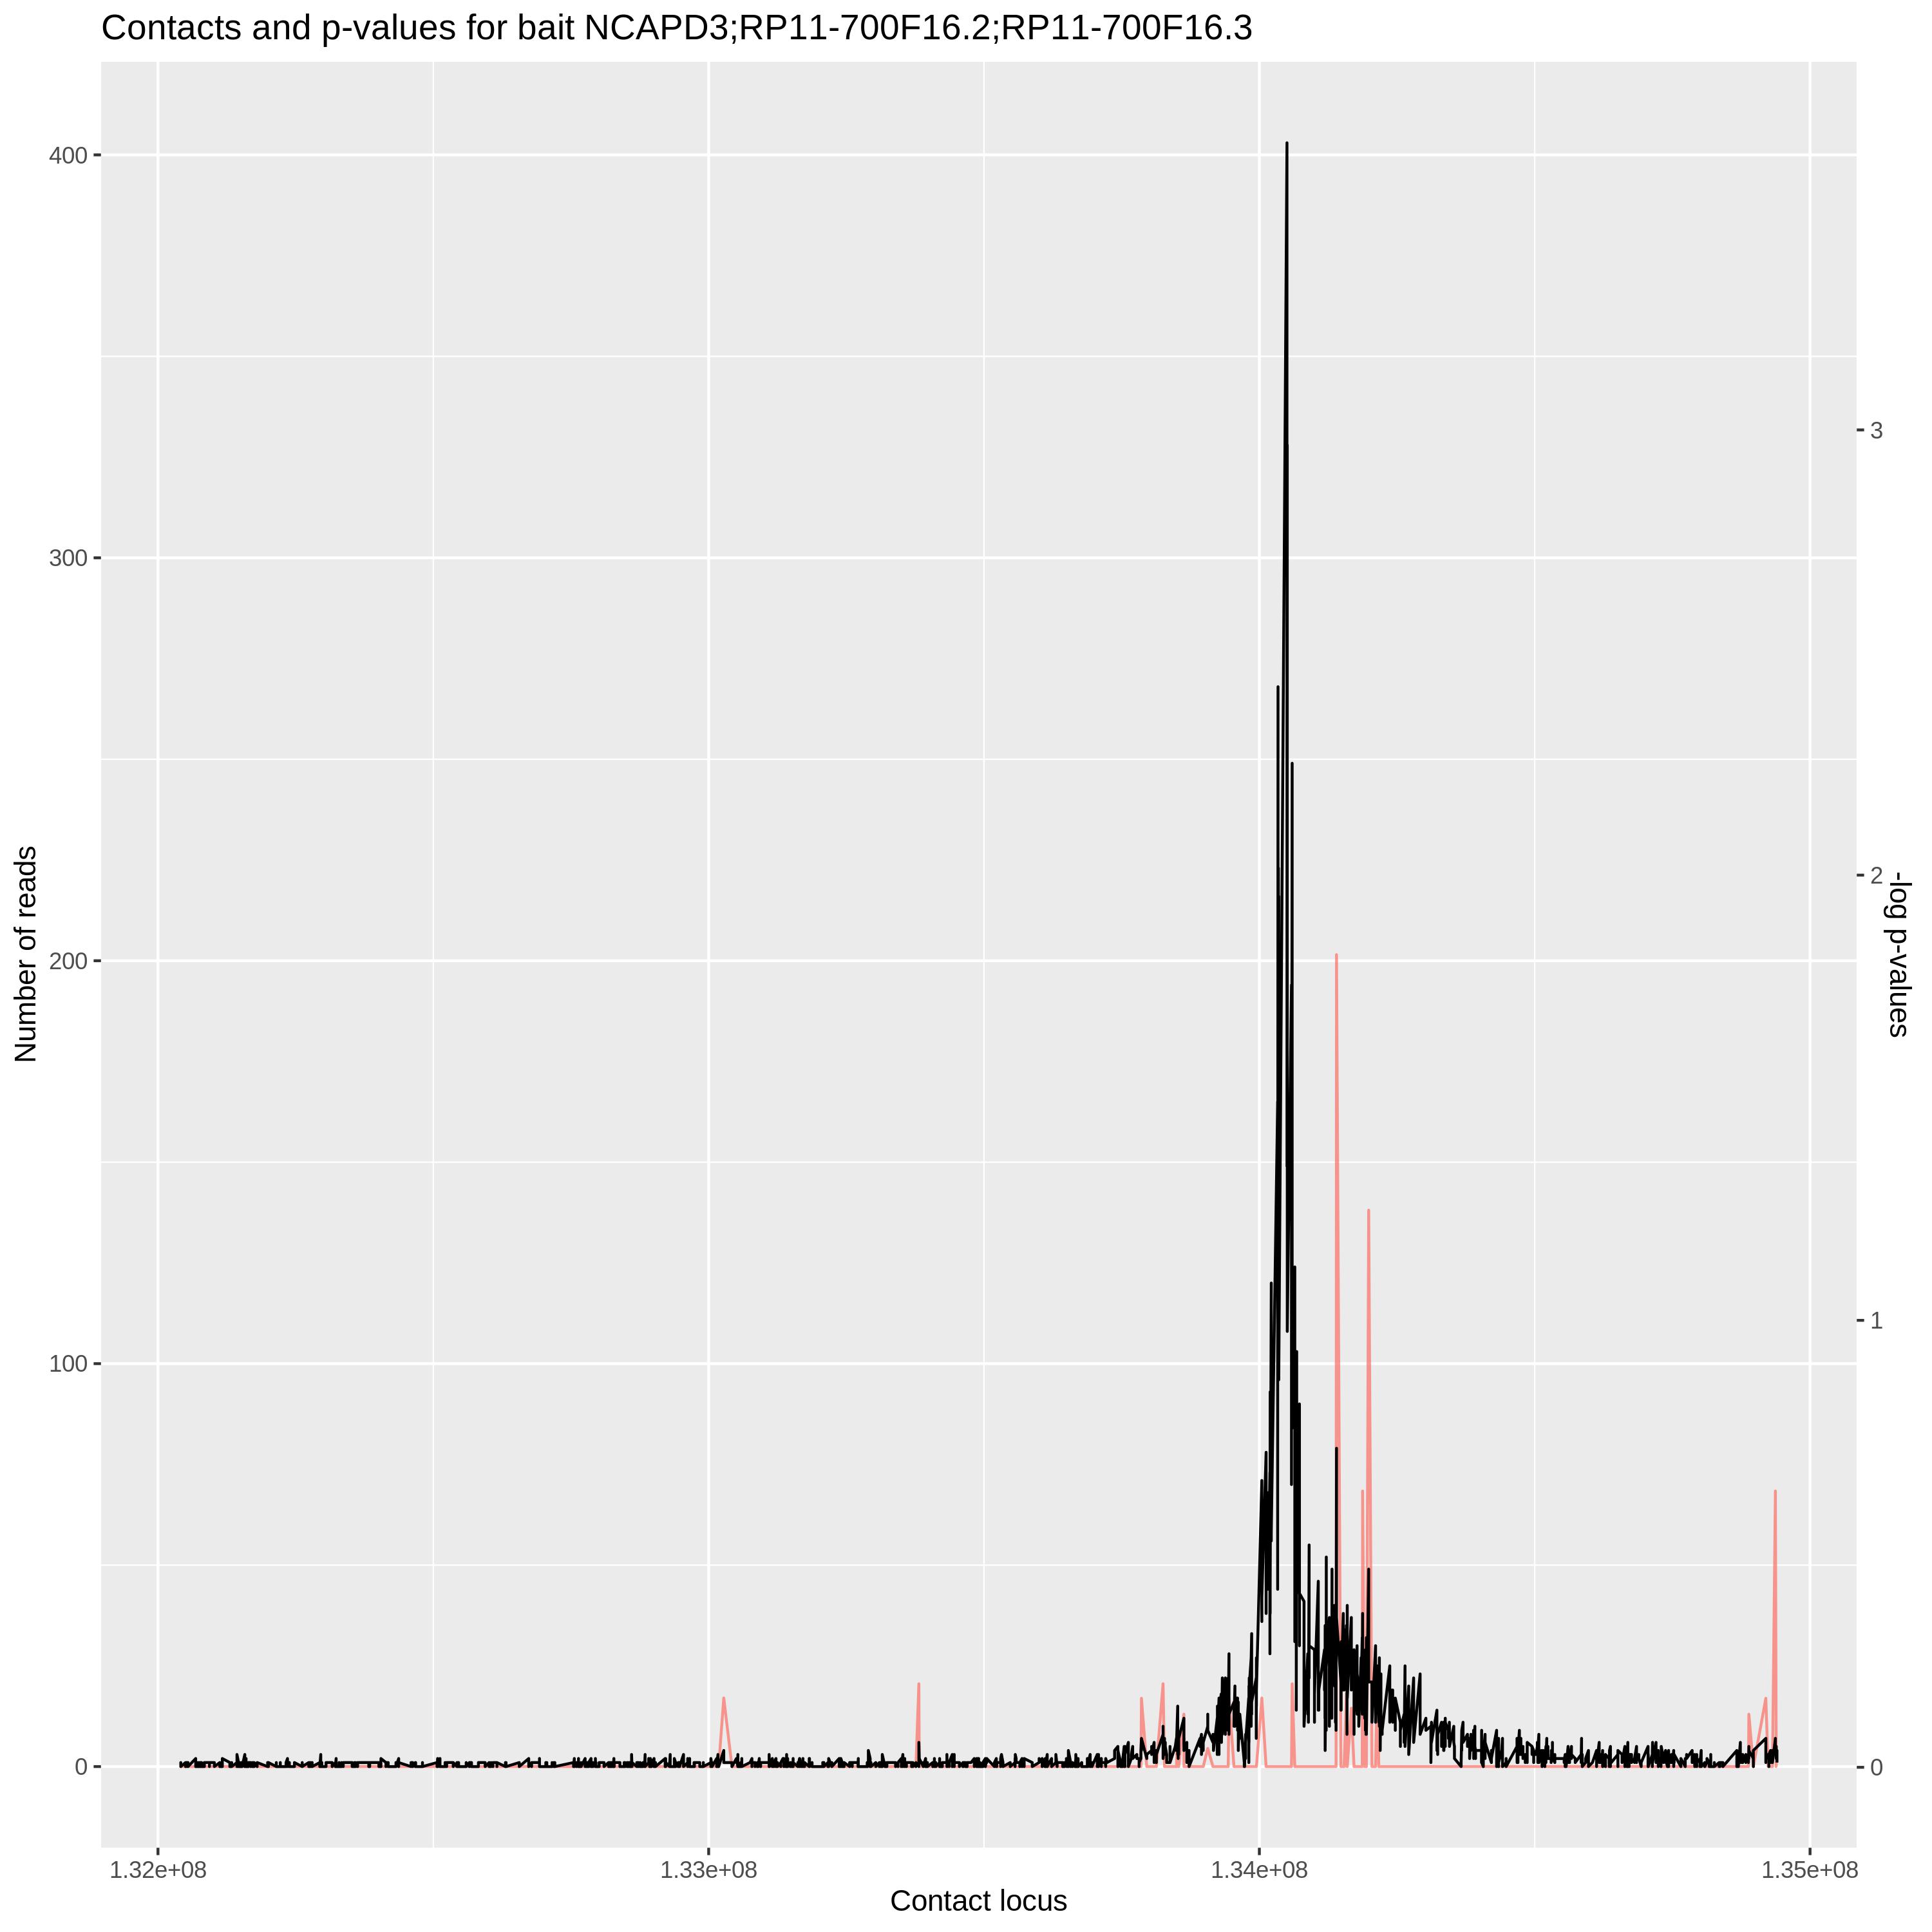 Contacts and p-values for bait NCAPD3;RP11-700F16.2;RP11-700F16.3
400
300
200
100
0
Number of reads
3
2
1
0
-log p-values
1.32e+08
1.33e+08
1.34e+08
1.35e+08
Contact locus